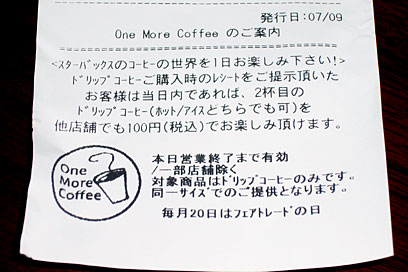 発行日:07/09
One More Coffee のご案内
<スターバックスのコーヒーの世界を1日お楽しみ下さい!>
ドリップコーヒーご購入時のレシートをご提示頂いた
お客様は当日内であれば、2杯目の
ドリップコーヒー(ホット/アイスどちらでも可)を
他店舗でも100円(税込)でお楽しみ頂けます。
One
More
Coffee
本日営業終了まで有効
/一部店舗除く
対象商品はドリップコーヒーのみです。
同一サイズでのご提供となります。
毎月20日はフェアトレードの日